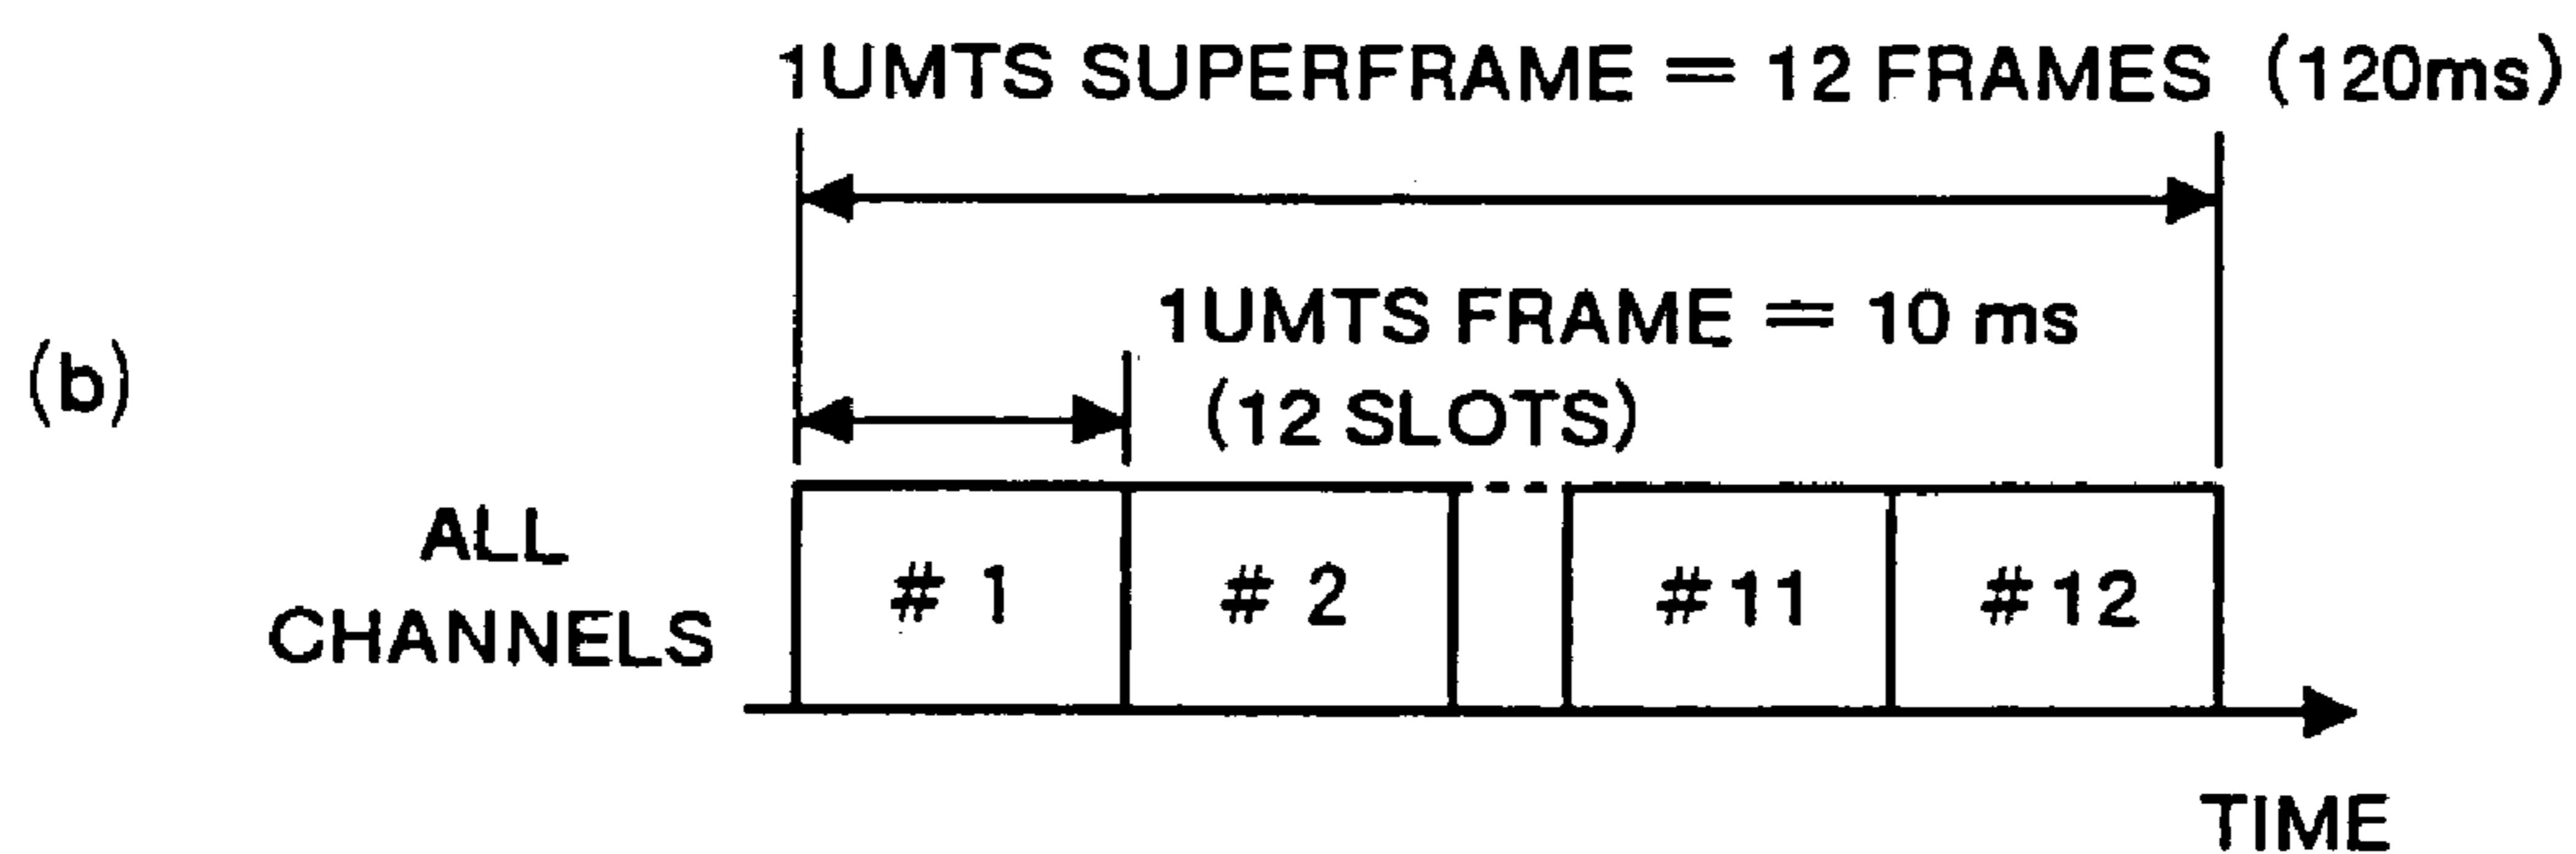 1UMTS SUPERFRAME = 12 FRAMES (120ms)
1UMTS FRAME = 10 ms
(12 SLOTS)
(b)
ALL
CHANNELS
# 1
# 2
#11
#12
TIME